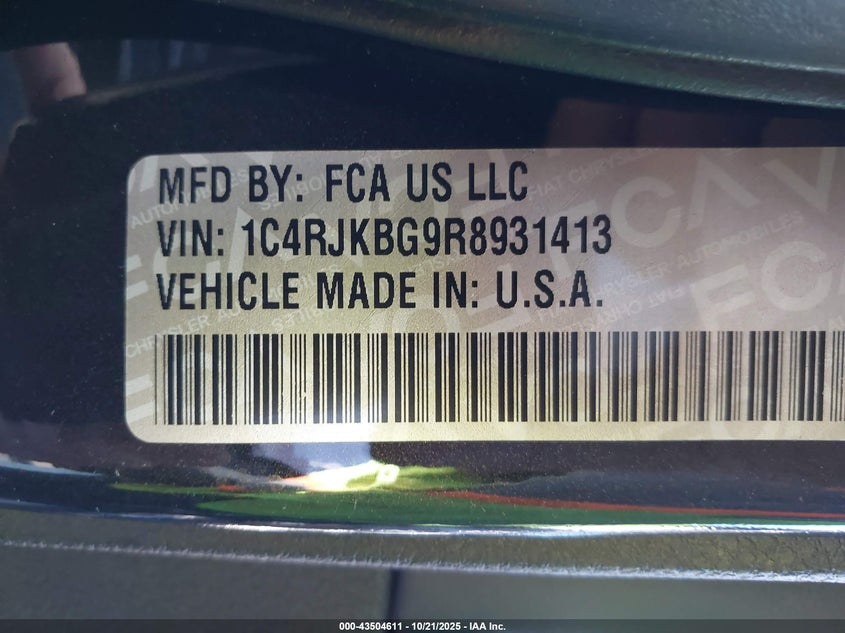 MFD BY: FCA US LLC
VIN: 1C4RJKBG9R8931413
VEHICLE MADE IN: U.S.A.
000-43504611 - 10/21/2025 - IAA Inc.